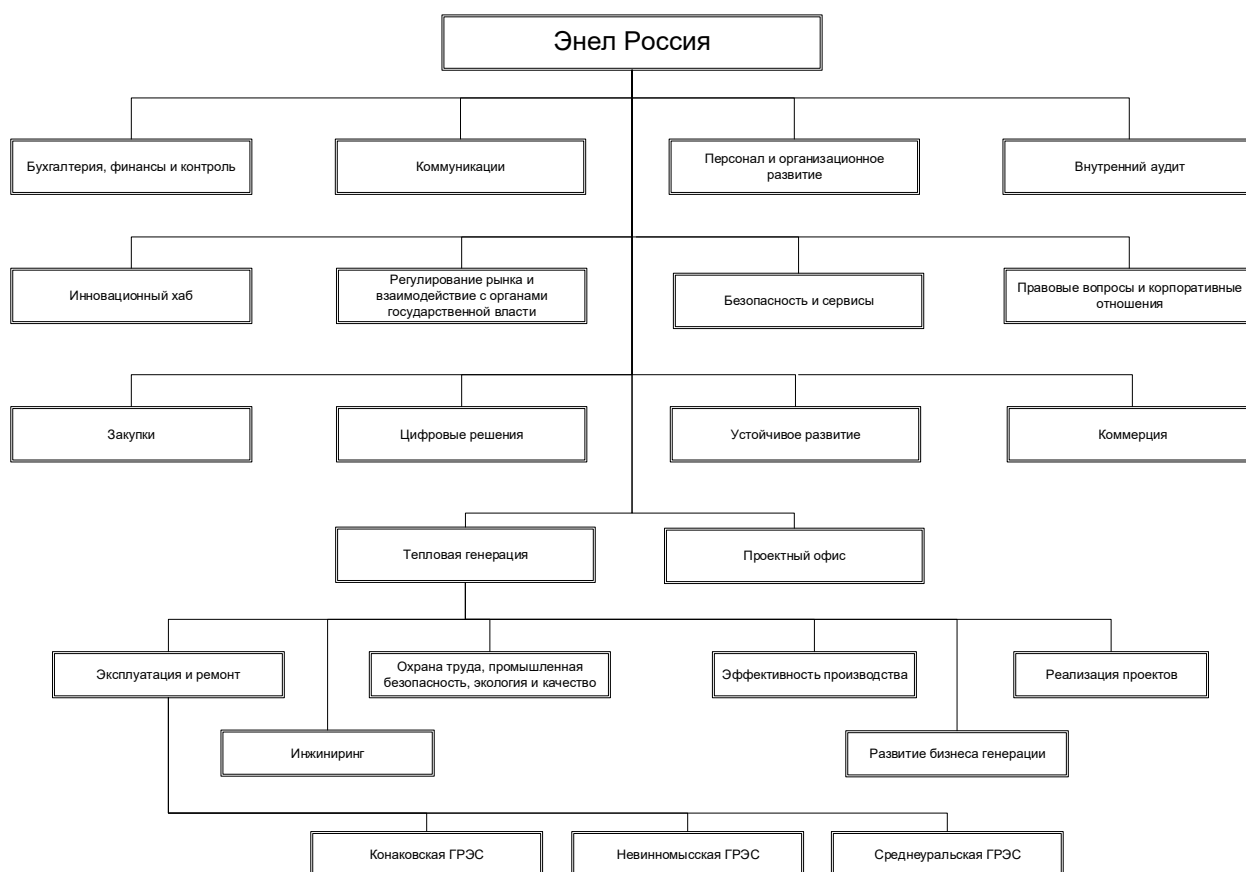 Энел Россия
Бухгалтерия, финансы и контроль
Коммуникации
Персонал и организационное
развитие
Внутренний аудит
Инновационный хаб
Регулирование рынка и
взаимодействие с органами
государственной власти
Безопасность и сервисы
Правовые вопросы и корпоративные
отношения
Закупки
Цифровые решения
Устойчивое развитие
Коммерция
Тепловая генерация
Проектный офис
Эксплуатация и ремонт
Охрана труда, промышленная
безопасность, экология и качество
Эффективность производства
Реализация проектов
Инжиниринг
Развитие бизнеса генерации
Конаковская ГРЭС
Невинномысская ГРЭС
Среднеуральская ГРЭС